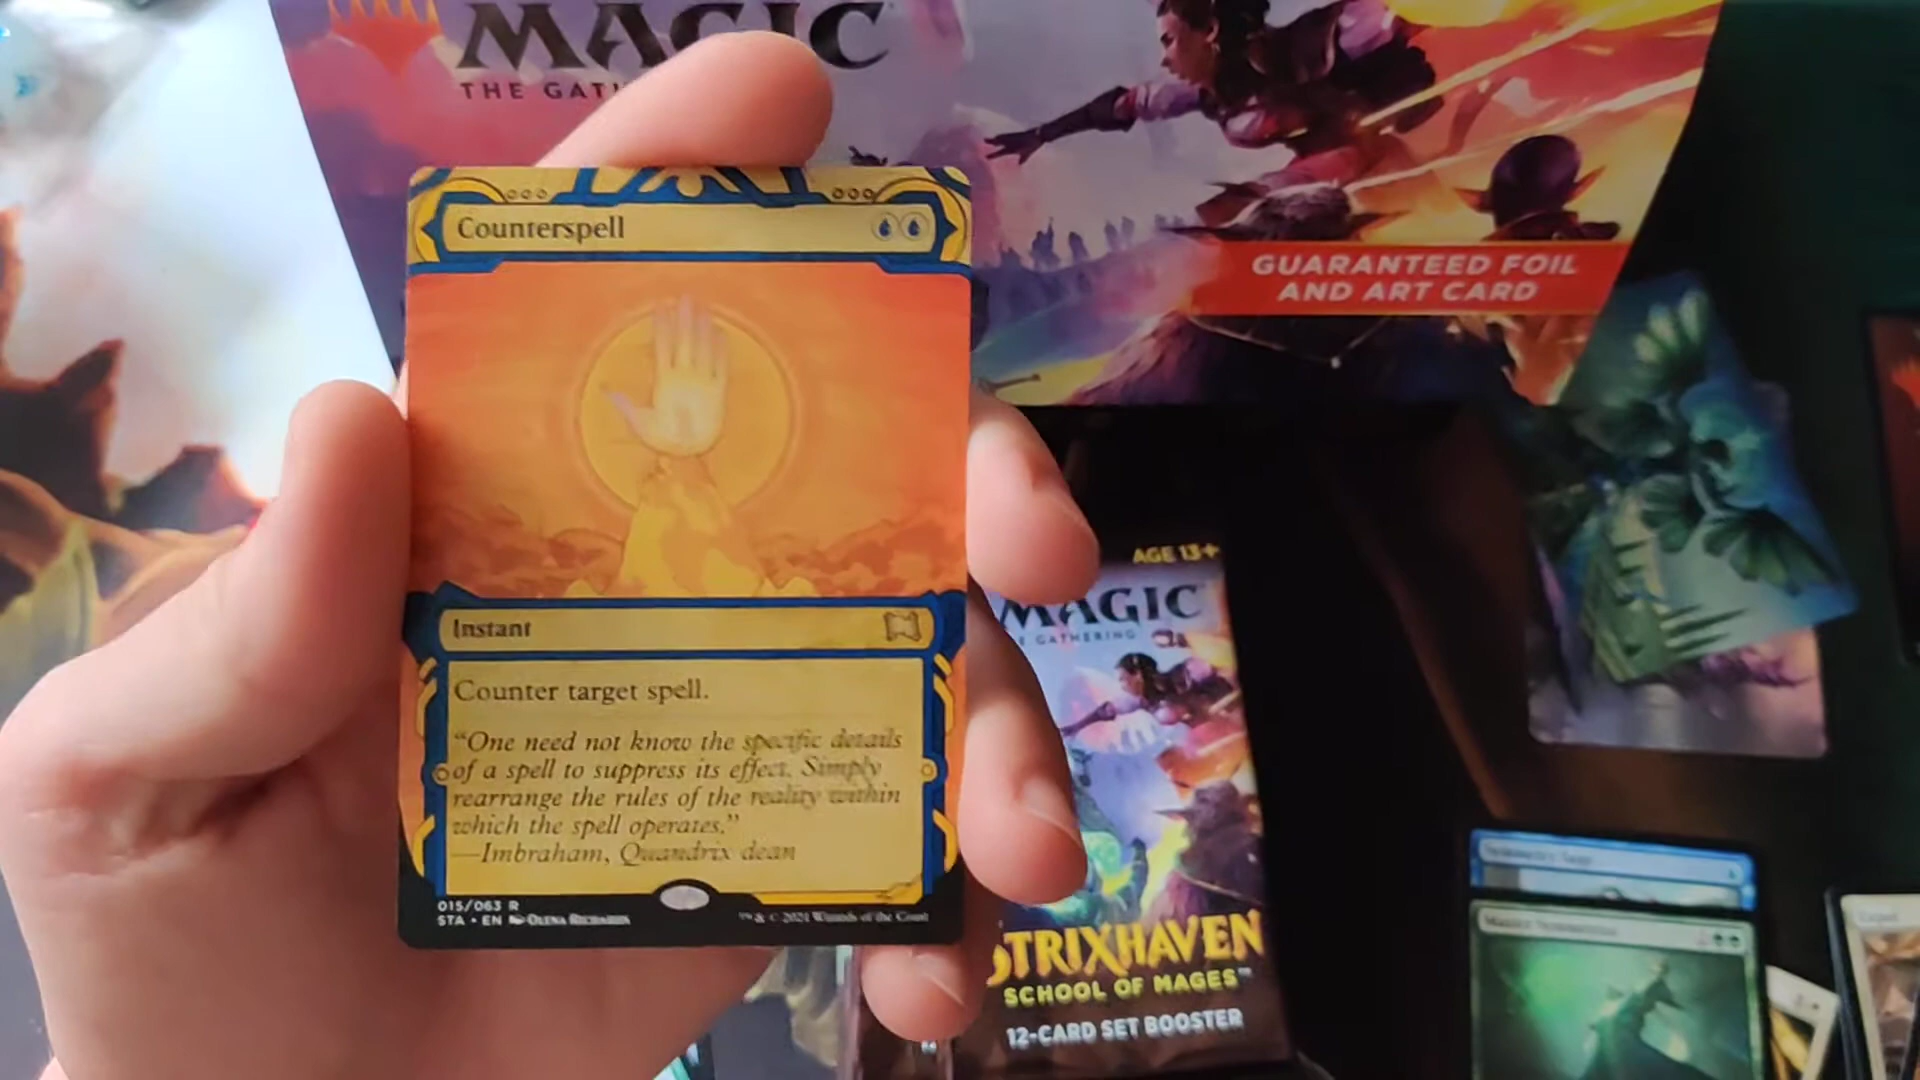 MAGIC
THE GATH
GUARANTEED FOIL
AND ART CARD
Counterspell
Instant
Counter target spell.
“One need not know the specific details
of a spell to suppress its effect. Simply
rearrange the rules of the reality within
which the spell operates.”
—Imbraham, Quandrix dean
015/063 R
STA • EN OLENA RICHARDS
™ & © 2021 Wizards of the Coast
AGE 13+
MAGIC
E GATHERING
STRIXHAVEN
SCHOOL OF MAGES™
12-CARD SET BOOSTER